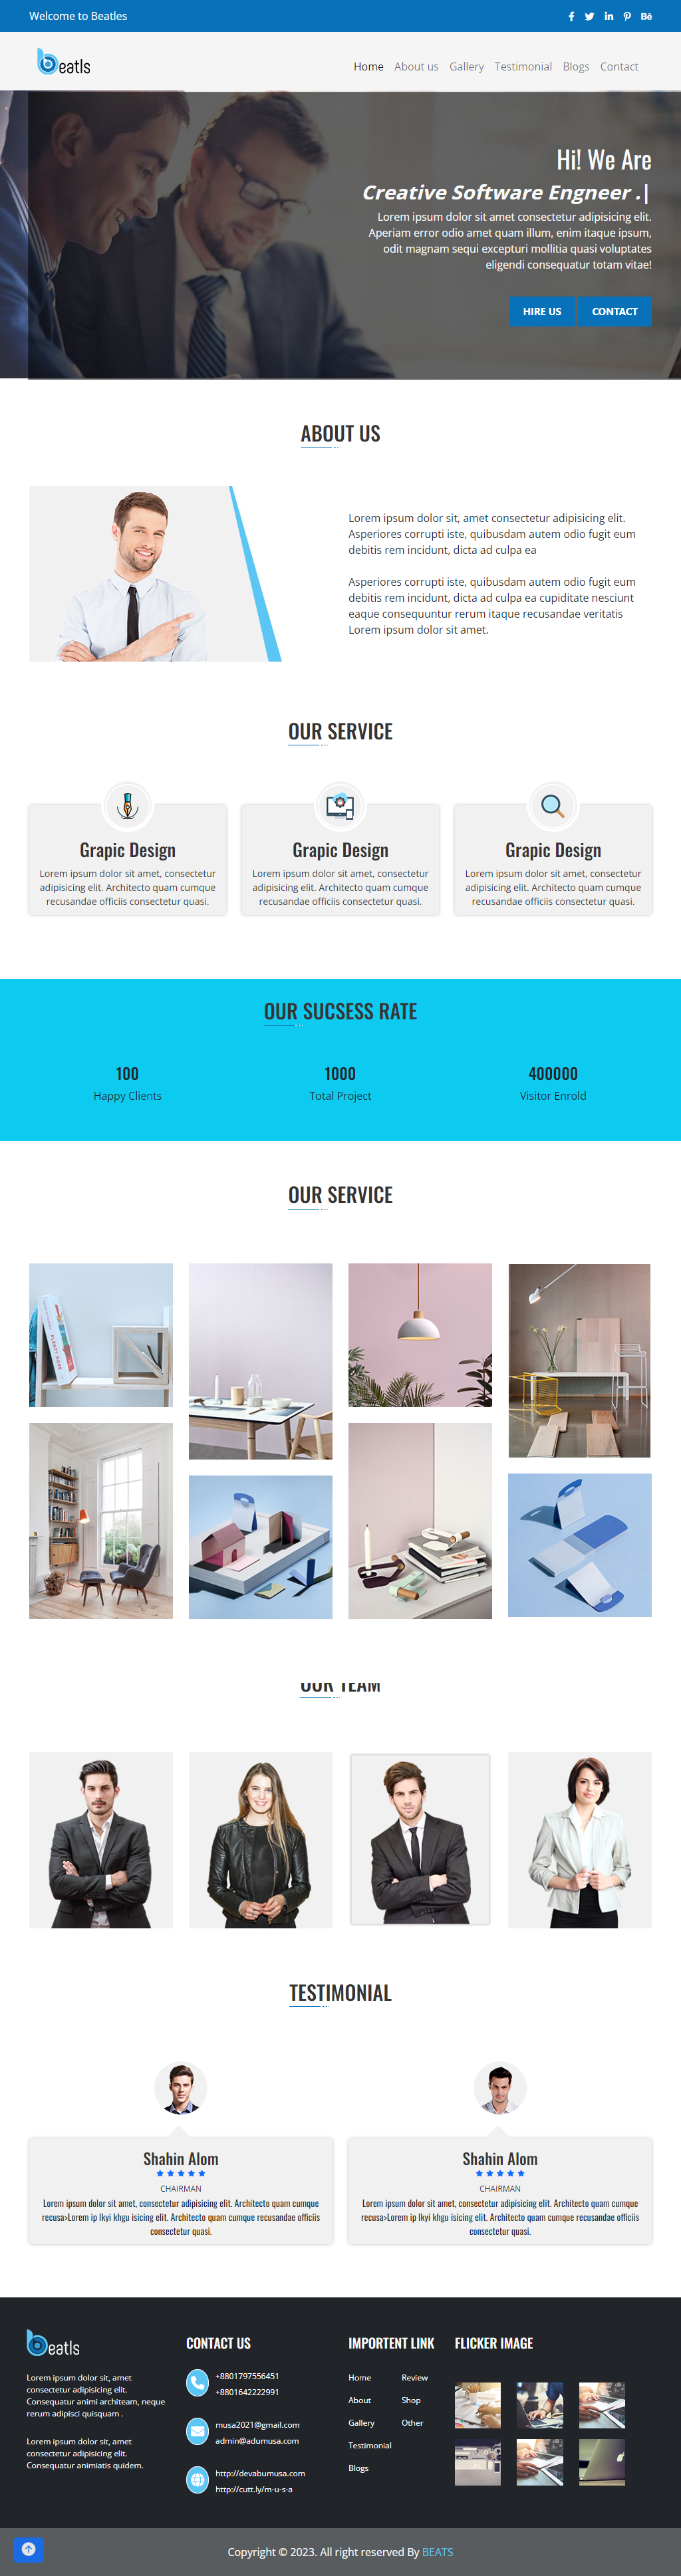 Welcome to Beatles
Bē
beatls
Home About us Gallery Testimonial Blogs Contact
Hi! We Are
Creative Software Engneer .|
Lorem ipsum dolor sit amet consectetur adipisicing elit.
Aperiam error odio amet quam illum, enim itaque ipsum,
odit magnam sequi excepturi mollitia quasi voluptates
eligendi consequatur totam vitae!
HIRE US CONTACT
ABOUT US
Lorem ipsum dolor sit, amet consectetur adipisicing elit.
Asperiores corrupti iste, quibusdam autem odio fugit eum
debitis rem incidunt, dicta ad culpa ea
Asperiores corrupti iste, quibusdam autem odio fugit eum
debitis rem incidunt, dicta ad culpa ea cupiditate nesciunt
eaque consequuntur rerum itaque recusandae veritatis
Lorem ipsum dolor sit amet.
OUR SERVICE
Grapic Design
Lorem ipsum dolor sit amet, consectetur
adipisicing elit. Architecto quam cumque
recusandae officiis consectetur quasi.
Grapic Design
Lorem ipsum dolor sit amet, consectetur
adipisicing elit. Architecto quam cumque
recusandae officiis consectetur quasi.
Grapic Design
Lorem ipsum dolor sit amet, consectetur
adipisicing elit. Architecto quam cumque
recusandae officiis consectetur quasi.
OUR SUCSESS RATE
100
Happy Clients
1000
Total Project
400000
Visitor Enrold
OUR SERVICE
OUR TEAM
TESTIMONIAL
Shahin Alom
CHAIRMAN
Lorem ipsum dolor sit amet, consectetur adipisicing elit. Architecto quam cumque
recusa>Lorem ip lkyi khgu isicing elit. Architecto quam cumque recusandae officiis
consectetur quasi.
Shahin Alom
CHAIRMAN
Lorem ipsum dolor sit amet, consectetur adipisicing elit. Architecto quam cumque
recusa>Lorem ip lkyi khgu isicing elit. Architecto quam cumque recusandae officiis
consectetur quasi.
beatls
Lorem ipsum dolor sit, amet
consectetur adipisicing elit.
Consequatur animi architeam, neque
rerum adipisci quisquam .
Lorem ipsum dolor sit, amet
consectetur adipisicing elit.
Consequatur animiatis quidem.
CONTACT US
+8801797556451
+8801642222991
musa2021@gmail.com
admin@adumusa.com
http://devabumusa.com
http://cutt.ly/m-u-s-a
IMPORTENT LINK
Home Review
About Shop
Gallery Other
Testimonial
Blogs
FLICKER IMAGE
Copyright © 2023. All right reserved By BEATS